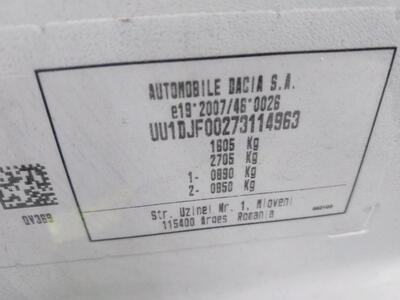 AUTOMOBILE DACIA S.A.
e19*2007/46*0026
UU1DJF00273114963
1605 Kg
2705 Kg
1- 0890 Kg
2- 0850 Kg
Str. Uzinei Nr. 1, Mioveni
115400 Arges Romania
QV369